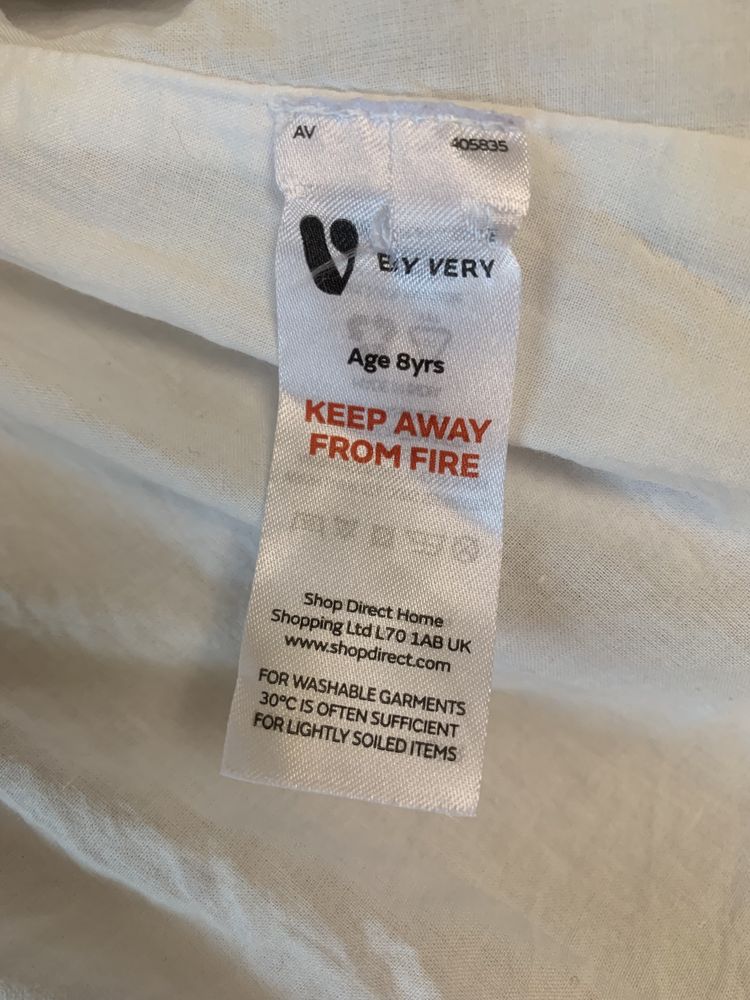 AV 405835
V BY VERY
Age 8yrs
KEEP AWAY
FROM FIRE
Shop Direct Home
Shopping Ltd L70 1AB UK
www.shopdirect.com
FOR WASHABLE GARMENTS
30°C IS OFTEN SUFFICIENT
FOR LIGHTLY SOILED ITEMS